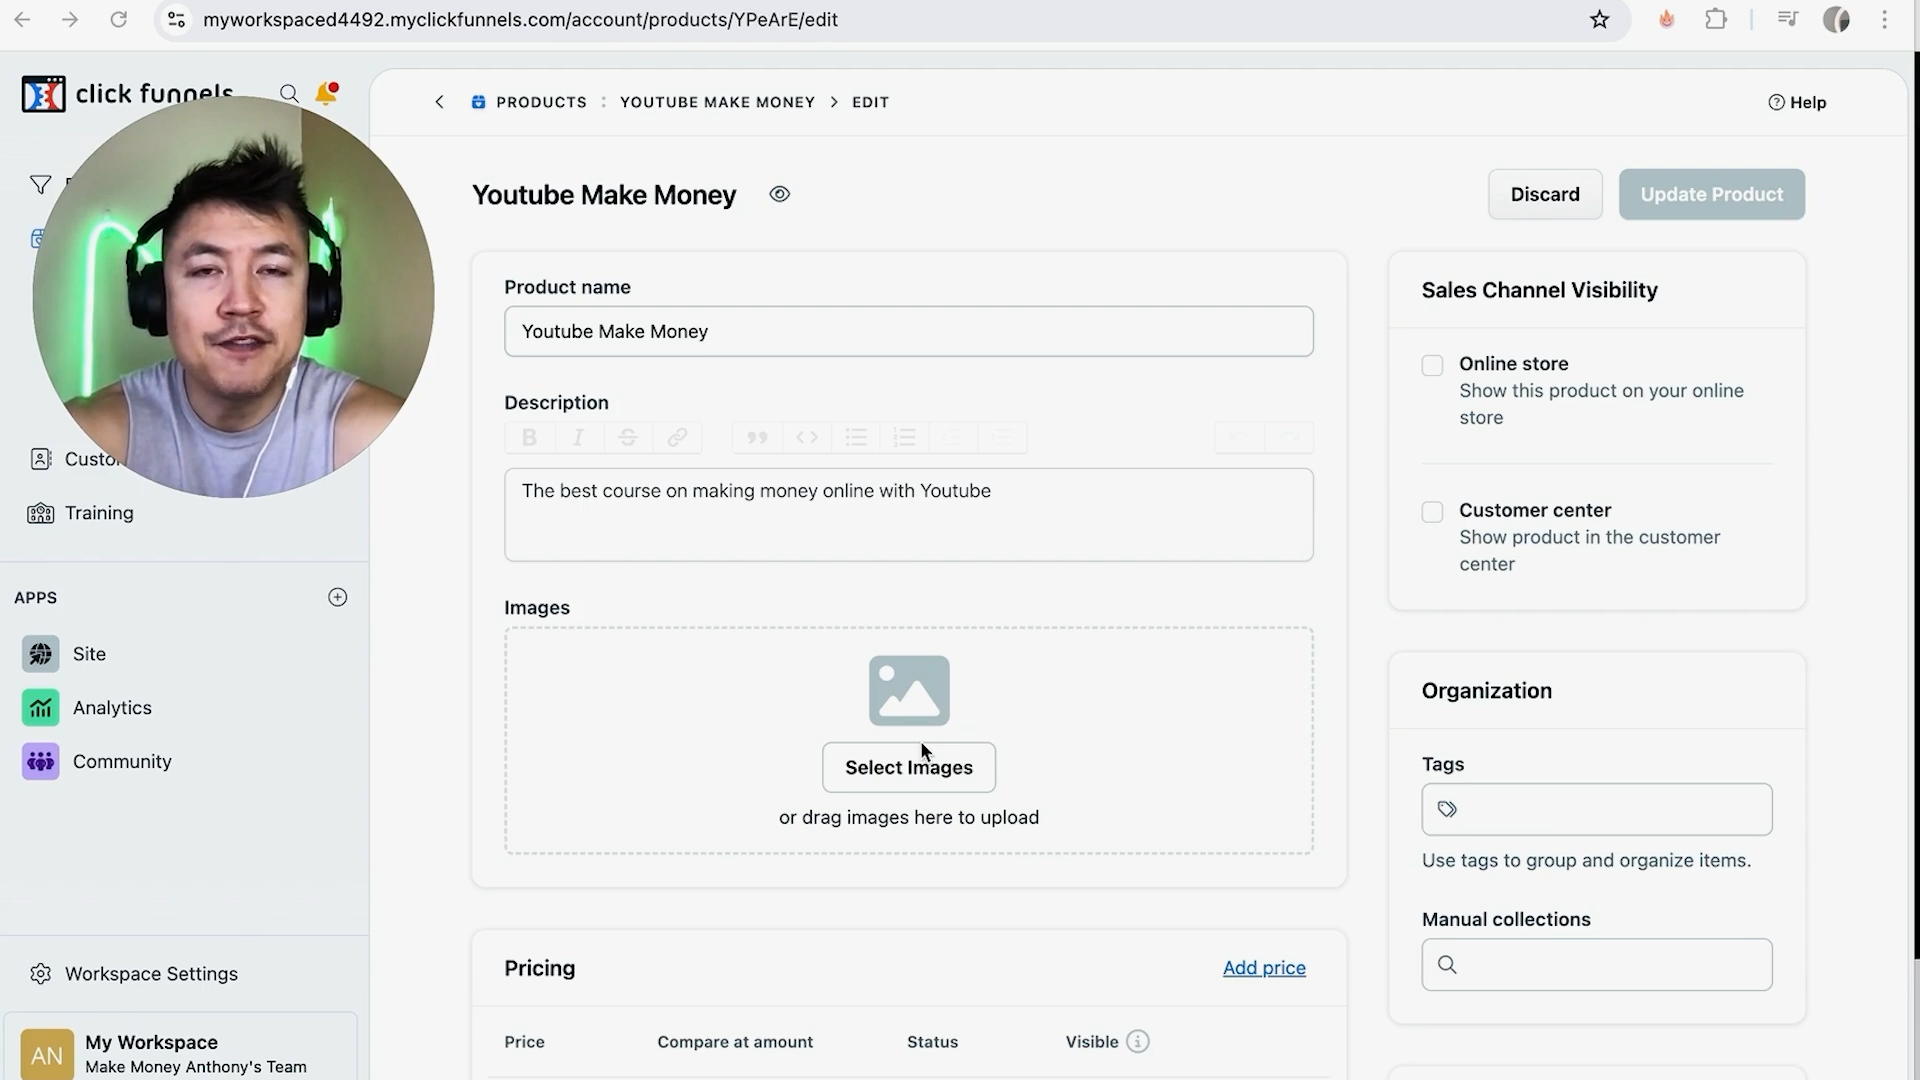 myworkspaced4492.myclickfunnels.com/account/products/YPeArE/edit
click funnels
PRODUCTS : YOUTUBE MAKE MONEY > EDIT
Help
Youtube Make Money
Discard
Update Product
Product name
Youtube Make Money
Description
The best course on making money online with Youtube
Images
Select Images
or drag images here to upload
Pricing
Add price
Price
Compare at amount
Status
Visible
Sales Channel Visibility
Online store
Show this product on your online
store
Customer center
Show product in the customer
center
Organization
Tags
Use tags to group and organize items.
Manual collections
Training
APPS
Site
Analytics
Community
Workspace Settings
AN
My Workspace
Make Money Anthony's Team